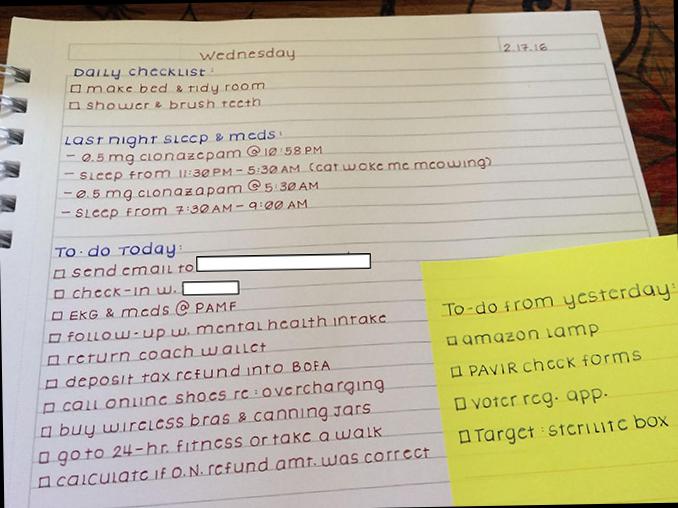 Wednesday 2.17.16
Daily checklist:
make bed & tidy room
shower & brush teeth
Last night sleep & meds:
- 0.5 mg clonazepam @ 10:58 PM
- sleep from 11:30 PM - 5:30 AM (cat woke me meowing)
- 0.5 mg clonazapam @ 5:30 AM
- sleep from 7:30 AM - 9:00 AM
To-do today:
send email to
check-in w.
EKG & meds @ PAMF
follow-up w. mental health intake
return coach wallet
deposit tax refund into BOFA
call online shoes re: overcharging
buy wireless bras & canning jars
go to 24-hr. fitness or take a walk
calculate if O.N. refund amt. was correct
To-do from yesterday:
amazon lamp
PAVIR check forms
voter reg. app.
Target: sterilite box